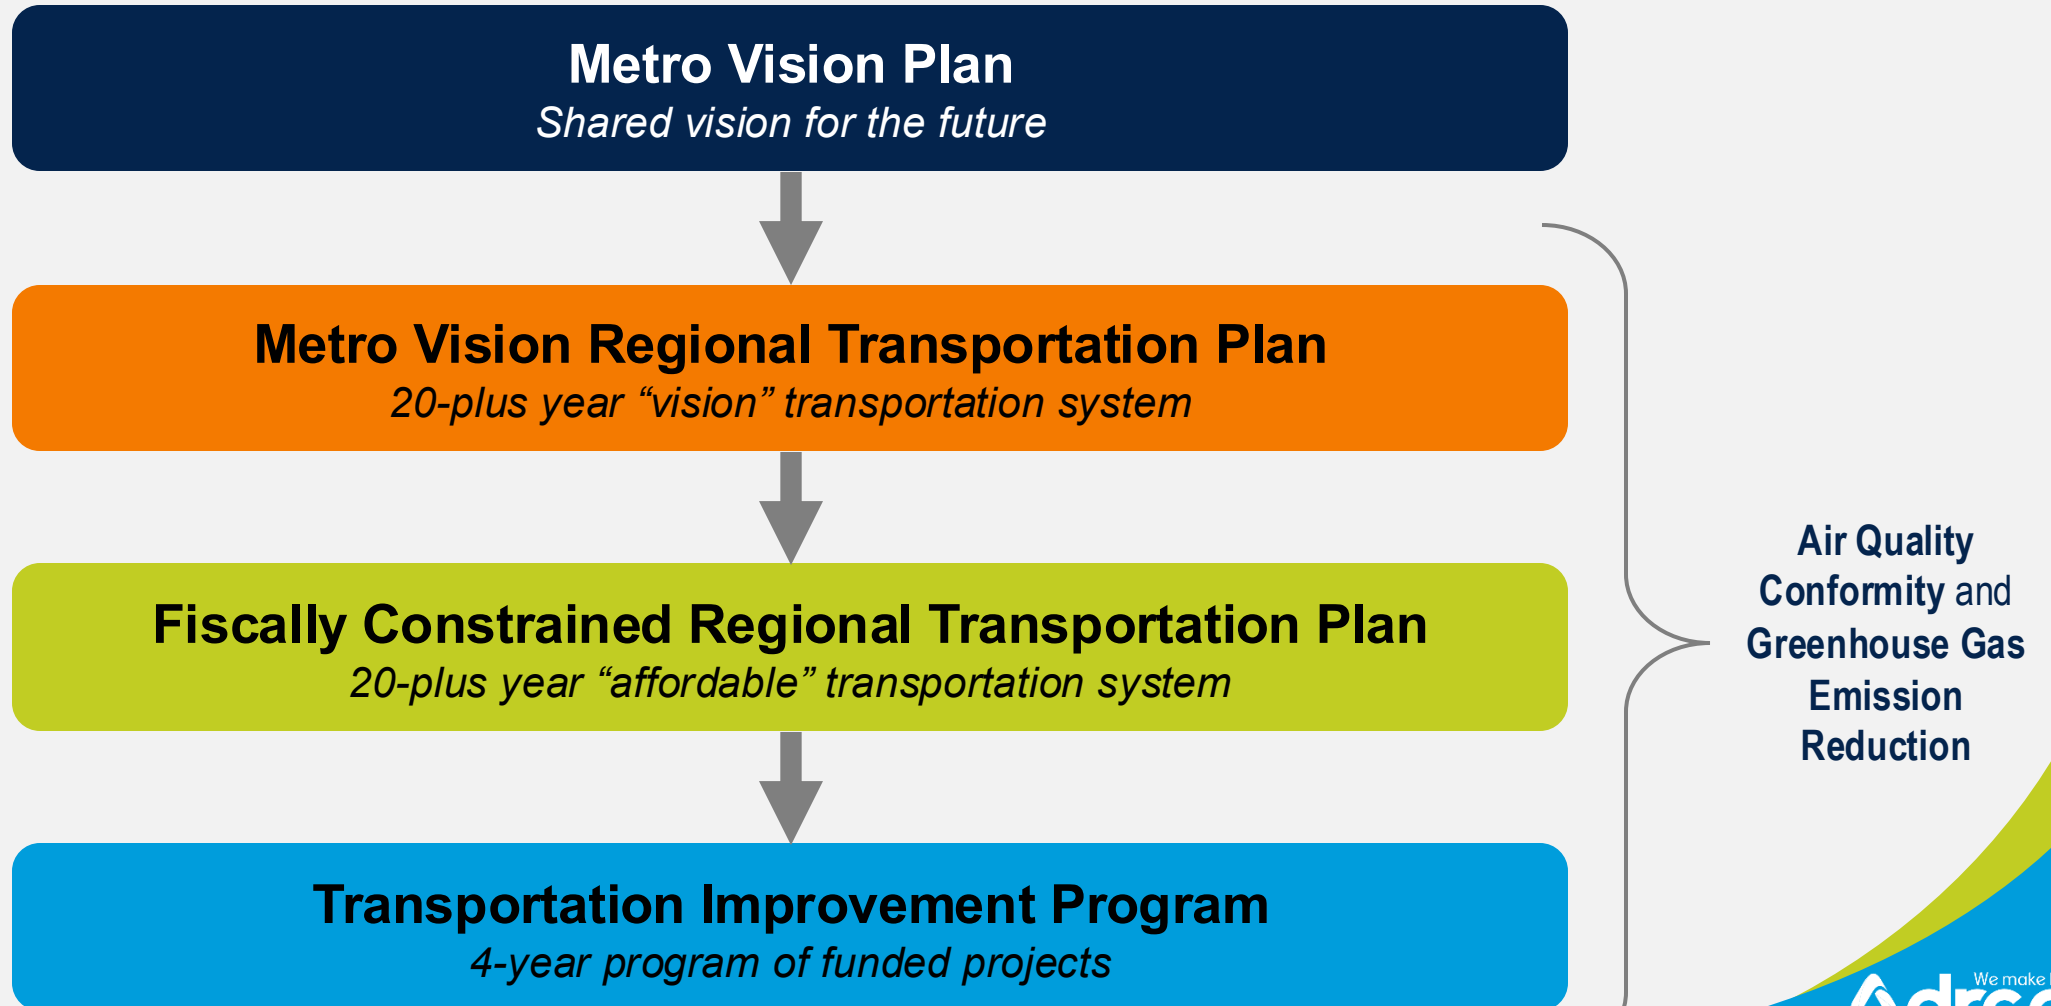 Metro Vision Plan
Shared vision for the future
Metro Vision Regional Transportation Plan
20-plus year “vision” transportation system
Fiscally Constrained Regional Transportation Plan
20-plus year “affordable” transportation system
Transportation Improvement Program
4-year program of funded projects
Air Quality
Conformity and
Greenhouse Gas
Emission
Reduction
We make